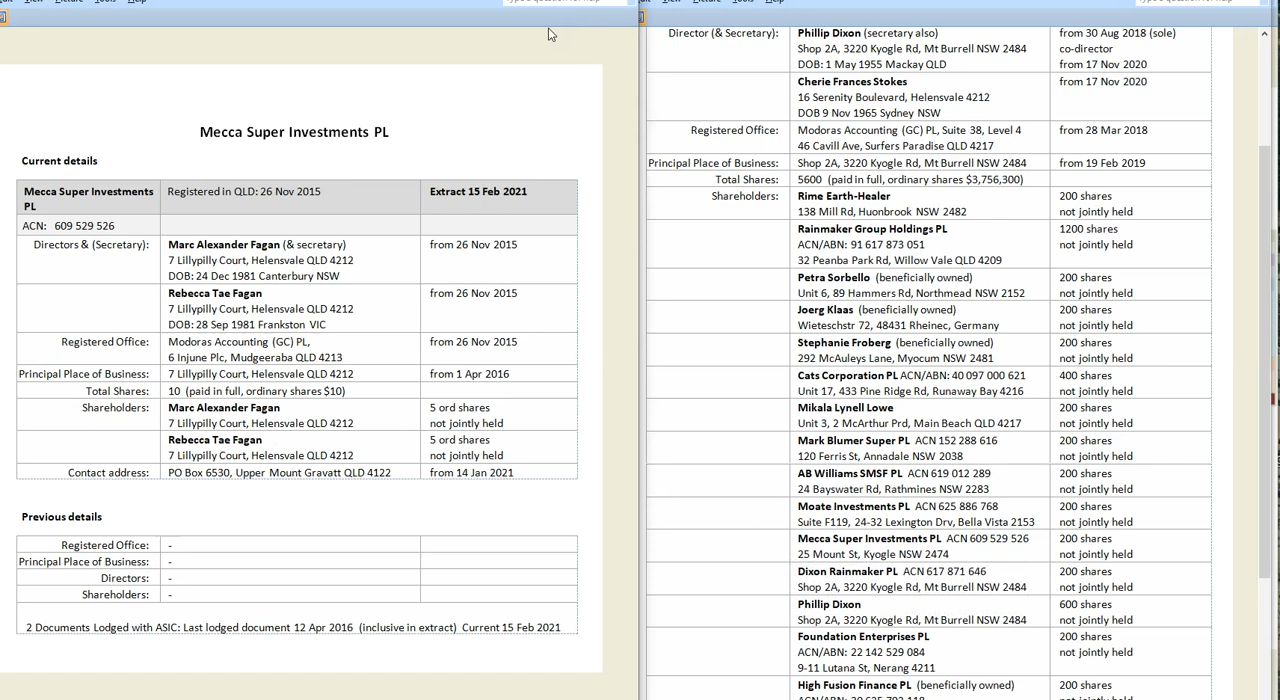 Mecca Super Investments PL
Current details
Mecca Super Investments PL Registered in QLD: 26 Nov 2015 Extract 15 Feb 2021
ACN: 609 529 526
Directors & (Secretary): Marc Alexander Fagan (& secretary) from 26 Nov 2015
7 Lillypilly Court, Helensvale QLD 4212
DOB: 24 Dec 1981 Canterbury NSW
Rebecca Tae Fagan from 26 Nov 2015
7 Lillypilly Court, Helensvale QLD 4212
DOB: 28 Sep 1981 Frankston VIC
Registered Office: Modoras Accounting (GC) PL, from 26 Nov 2015
6 Injune Plc, Mudgeeraba QLD 4213
Principal Place of Business: 7 Lillypilly Court, Helensvale QLD 4212 from 1 Apr 2016
Total Shares: 10 (paid in full, ordinary shares $10)
Shareholders: Marc Alexander Fagan 5 ord shares
7 Lillypilly Court, Helensvale QLD 4212 not jointly held
Rebecca Tae Fagan 5 ord shares
7 Lillypilly Court, Helensvale QLD 4212 not jointly held
Contact address: PO Box 6530, Upper Mount Gravatt QLD 4122 from 14 Jan 2021
Previous details
Registered Office: -
Principal Place of Business: -
Directors: -
Shareholders: -
2 Documents Lodged with ASIC: Last lodged document 12 Apr 2016 (inclusive in extract) Current 15 Feb 2021
Director (& Secretary): Phillip Dixon (secretary also) from 30 Aug 2018 (sole)
Shop 2A, 3220 Kyogle Rd, Mt Burrell NSW 2484 co-director
DOB: 1 May 1955 Mackay QLD from 17 Nov 2020
Cherie Frances Stokes from 17 Nov 2020
16 Serenity Boulevard, Helensvale 4212
DOB 9 Nov 1965 Sydney NSW
Registered Office: Modoras Accounting (GC) PL, Suite 38, Level 4 from 28 Mar 2018
46 Cavill Ave, Surfers Paradise QLD 4217
Principal Place of Business: Shop 2A, 3220 Kyogle Rd, Mt Burrell NSW 2484 from 19 Feb 2019
Total Shares: 5600 (paid in full, ordinary shares $3,756,300)
Shareholders: Rime Earth-Healer 200 shares
138 Mill Rd, Huonbrook NSW 2482 not jointly held
Rainmaker Group Holdings PL 1200 shares
ACN/ABN: 91 617 873 051 not jointly held
32 Peanba Park Rd, Willow Vale QLD 4209
Petra Sorbello (beneficially owned) 200 shares
Unit 6, 89 Hammers Rd, Northmead NSW 2152 not jointly held
Joerg Klaas (beneficially owned) 200 shares
Wieteschstr 72, 48431 Rheinec, Germany not jointly held
Stephanie Froberg (beneficially owned) 200 shares
292 McAuleys Lane, Myocum NSW 2481 not jointly held
Cats Corporation PL ACN/ABN: 40 097 000 621 400 shares
Unit 17, 433 Pine Ridge Rd, Runaway Bay 4216 not jointly held
Mikala Lynell Lowe 200 shares
Unit 3, 2 McArthur Prd, Main Beach QLD 4217 not jointly held
Mark Blumer Super PL ACN 152 288 616 200 shares
120 Ferris St, Annadale NSW 2038 not jointly held
AB Williams SMSF PL ACN 619 012 289 200 shares
24 Bayswater Rd, Rathmines NSW 2283 not jointly held
Moate Investments PL ACN 625 886 768 200 shares
Suite F119, 24-32 Lexington Drv, Bella Vista 2153 not jointly held
Mecca Super Investments PL ACN 609 529 526 200 shares
25 Mount St, Kyogle NSW 2474 not jointly held
Dixon Rainmaker PL ACN 617 871 646 200 shares
Shop 2A, 3220 Kyogle Rd, Mt Burrell NSW 2484 not jointly held
Phillip Dixon 600 shares
Shop 2A, 3220 Kyogle Rd, Mt Burrell NSW 2484 not jointly held
Foundation Enterprises PL 200 shares
ACN/ABN: 22 142 529 084 not jointly held
9-11 Lutana St, Nerang 4211
High Fusion Finance PL (beneficially owned) 200 shares